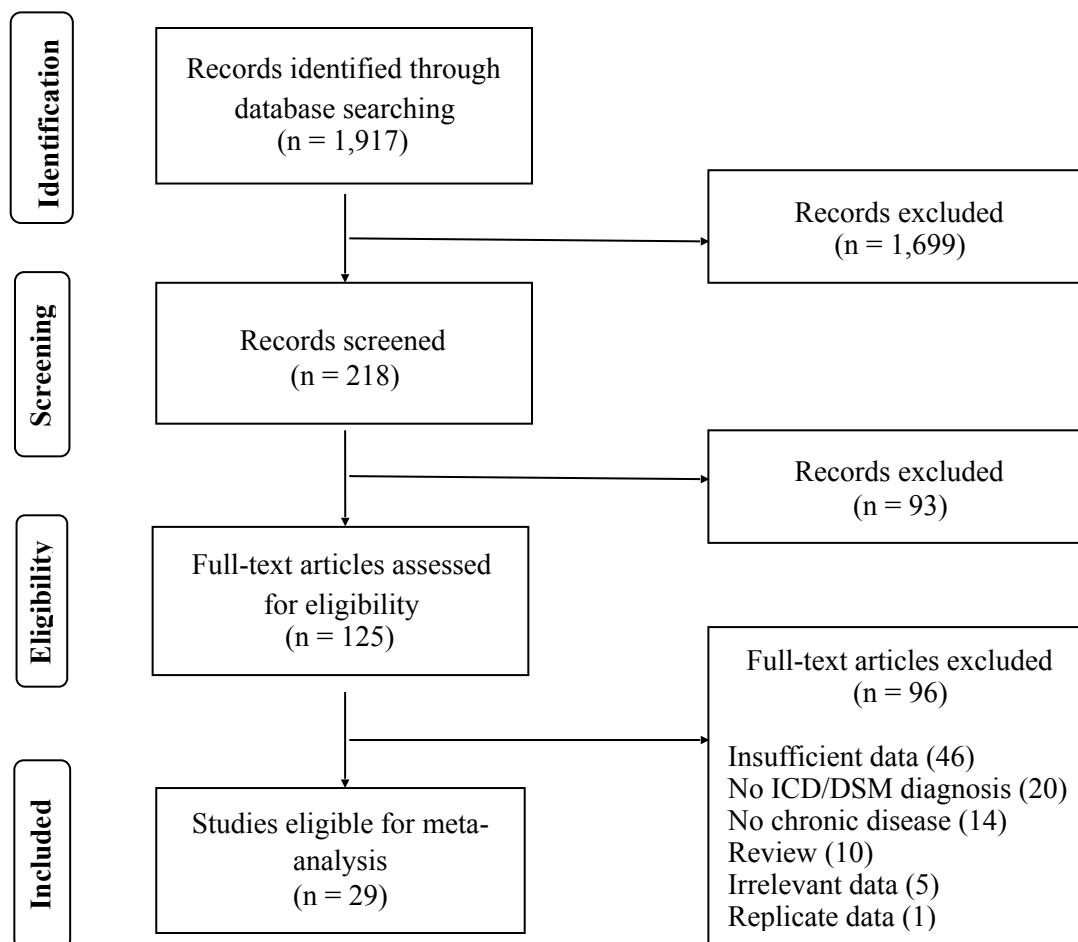 Identification
Records identified through
database searching
(n = 1,917)
Records excluded
(n = 1,699)
Screening
Records screened
(n = 218)
Records excluded
(n = 93)
Eligibility
Full-text articles assessed
for eligibility
(n = 125)
Full-text articles excluded
(n = 96)
Insufficient data (46)
No ICD/DSM diagnosis (20)
No chronic disease (14)
Review (10)
Irrelevant data (5)
Replicate data (1)
Included
Studies eligible for meta-
analysis
(n = 29)